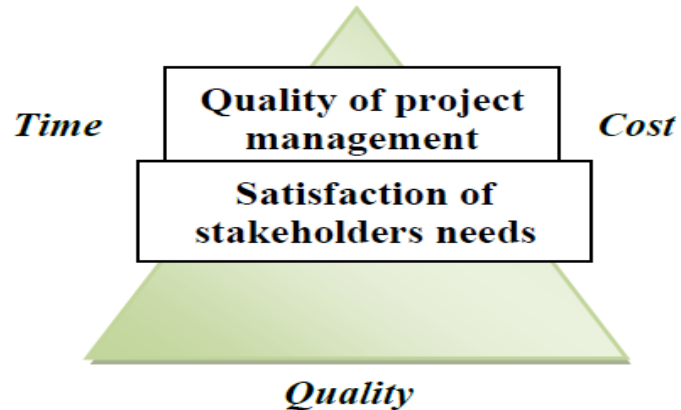 Quality of project
management
Time
Cost
Satisfaction of
stakeholders needs
Quality